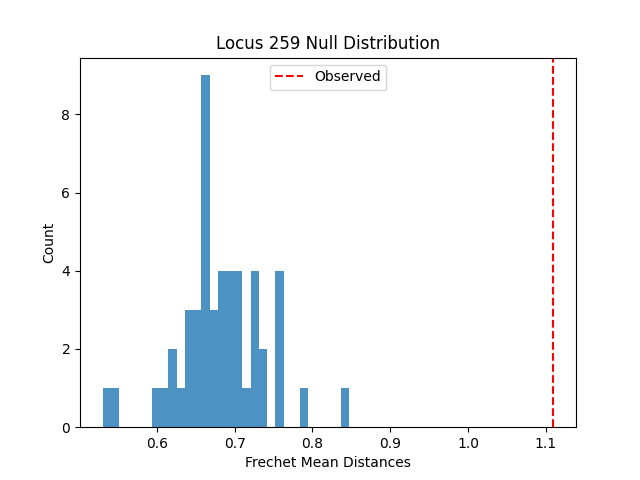 Locus 259 Null Distribution
Observed
Count
8
6
4
2
0
0.6 0.7 0.8 0.9 1.0 1.1
Frechet Mean Distances